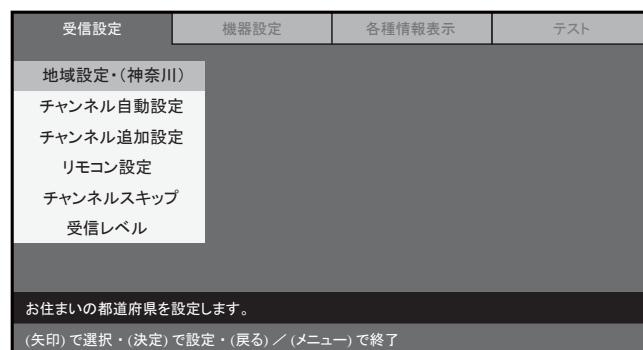 受信設定 機器設定 各種情報表示 テスト
地域設定・(神奈川)
チャンネル自動設定
チャンネル追加設定
リモコン設定
チャンネルスキップ
受信レベル
お住まいの都道府県を設定します。
(矢印) で選択・(決定) で設定・(戻る) ／ (メニュー) で終了